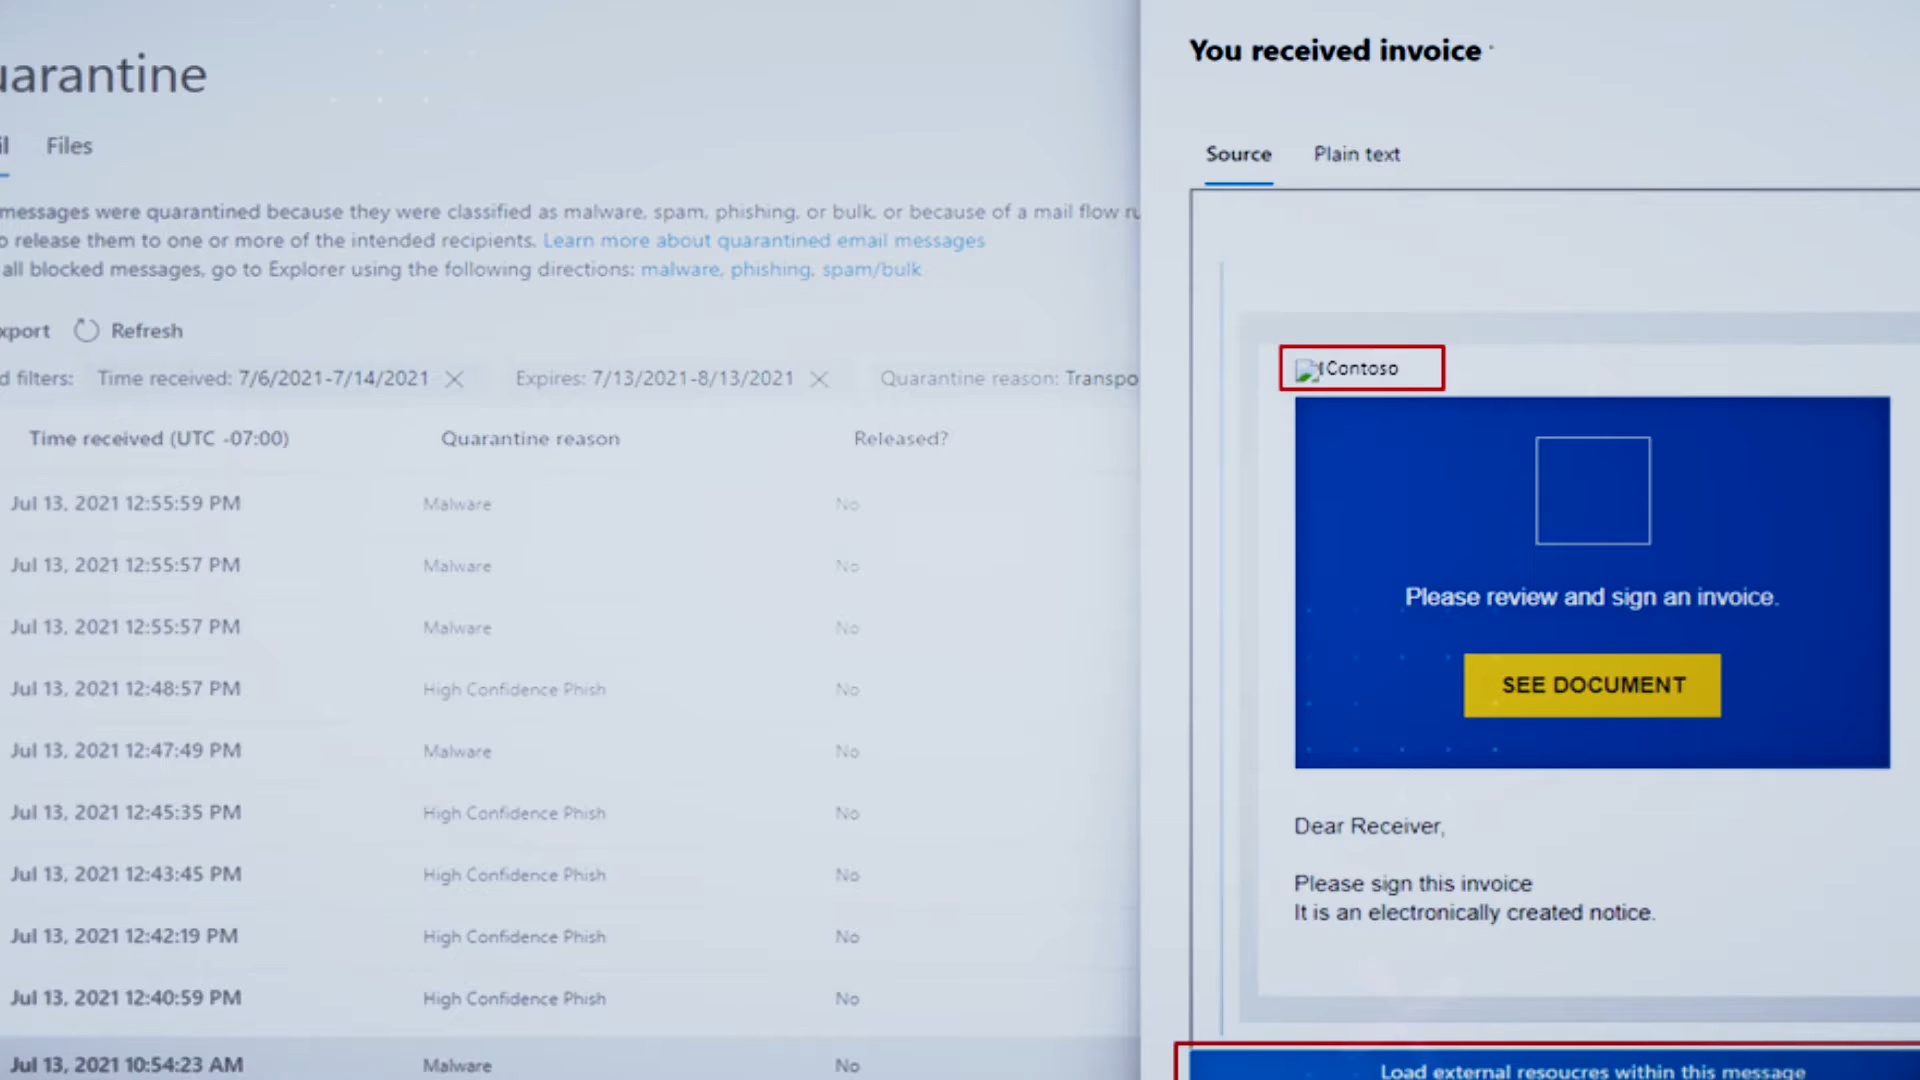 uarantine
il Files
messages were quarantined because they were classified as malware, spam, phishing, or bulk, or because of a mail flow ru
o release them to one or more of the intended recipients. Learn more about quarantined email messages
all blocked messages, go to Explorer using the following directions: malware, phishing, spam/bulk
xport Refresh
d filters: Time received: 7/6/2021-7/14/2021 Expires: 7/13/2021-8/13/2021 Quarantine reason: Transpo
Time received (UTC -07:00) Quarantine reason Released?
Jul 13, 2021 12:55:59 PM Malware No
Jul 13, 2021 12:55:57 PM Malware No
Jul 13, 2021 12:55:57 PM Malware No
Jul 13, 2021 12:48:57 PM High Confidence Phish No
Jul 13, 2021 12:47:49 PM Malware No
Jul 13, 2021 12:45:35 PM High Confidence Phish No
Jul 13, 2021 12:43:45 PM High Confidence Phish No
Jul 13, 2021 12:42:19 PM High Confidence Phish No
Jul 13, 2021 12:40:59 PM High Confidence Phish No
Jul 13, 2021 10:54:23 AM Malware No
You received invoice
Source Plain text
Contoso
Please review and sign an invoice.
SEE DOCUMENT
Dear Receiver,
Please sign this invoice
It is an electronically created notice.
Load external resoucres within this message